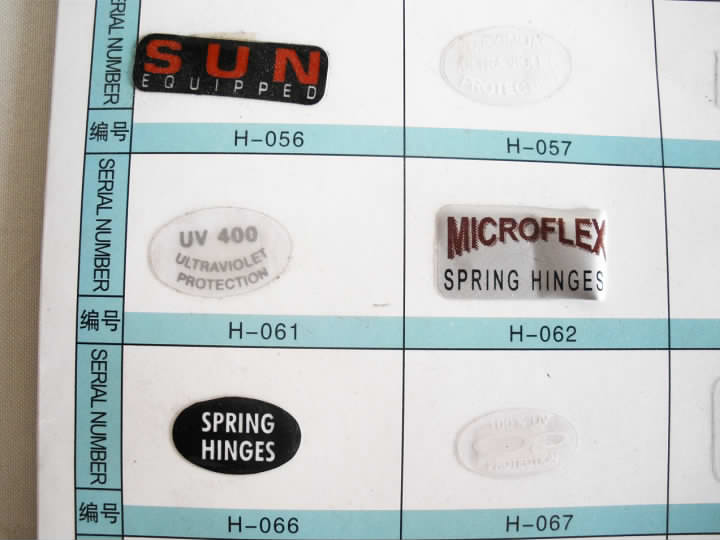 SERIAL NUMBER
SUN
EQUIPPED
编号
H-056
H-057
SERIAL NUMBER
UV 400
ULTRAVIOLET
PROTECTION
MICROFLEX
SPRING HINGES
编号
H-061
H-062
SERIAL NUMBER
SPRING
HINGES
编号
H-066
H-067